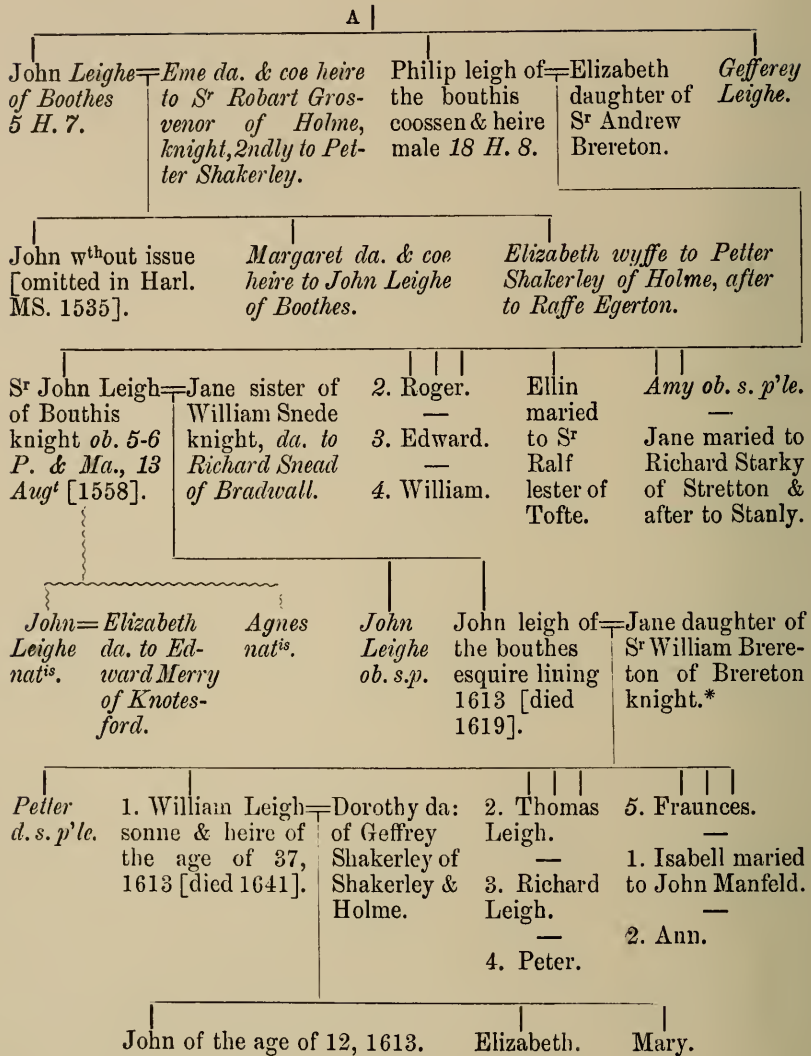 A
John Leighe
of Boothes
5 H. 7.
Eme da. & coe heire
to Sr Robart Gros-
venor of Holme,
knight, 2ndly to Pet-
ter Shakerley.
Philip leigh of
the bouthis
coossen & heire
male 18 H. 8.
Elizabeth
daughter of
Sr Andrew
Brereton.
Gefferey
Leighe.
John wthout issue
[omitted in Harl.
MS. 1535].
Margaret da. & coe
heire to John Leighe
of Boothes.
Elizabeth wyffe to Petter
Shakerley of Holme, after
to Raffe Egerton.
Sr John Leigh
of Bouthis
knight ob. 5-6
P. & Ma., 13
Augt [1558].
Jane sister of
William Snede
knight, da. to
Richard Snead
of Bradwall.
2. Roger.
—
3. Edward.
—
4. William.
Ellin
maried
to Sr
Ralf
lester of
Tofte.
Amy ob. s. p'le.
—
Jane maried to
Richard Starky
of Stretton &
after to Stanly.
John
Leighe
natis.
Elizabeth
da. to Ed-
ward Merry
of Knotes-
ford.
Agnes
natis.
John
Leighe
ob. s.p.
John leigh of
the bouthes
esquire lining
1613 [died
1619].
Jane daughter of
Sr William Brere-
ton of Brereton
knight.*
Petter
d. s. p'le.
1. William Leigh
sonne & heire of
the age of 37,
1613 [died 1641].
Dorothy da:
of Geffrey
Shakerley of
Shakerley &
Holme.
2. Thomas
Leigh.
—
3. Richard
Leigh.
—
4. Peter.
5. Fraunces.
—
1. Isabell maried
to John Manfeld.
—
2. Ann.
John of the age of 12, 1613.
Elizabeth.
Mary.